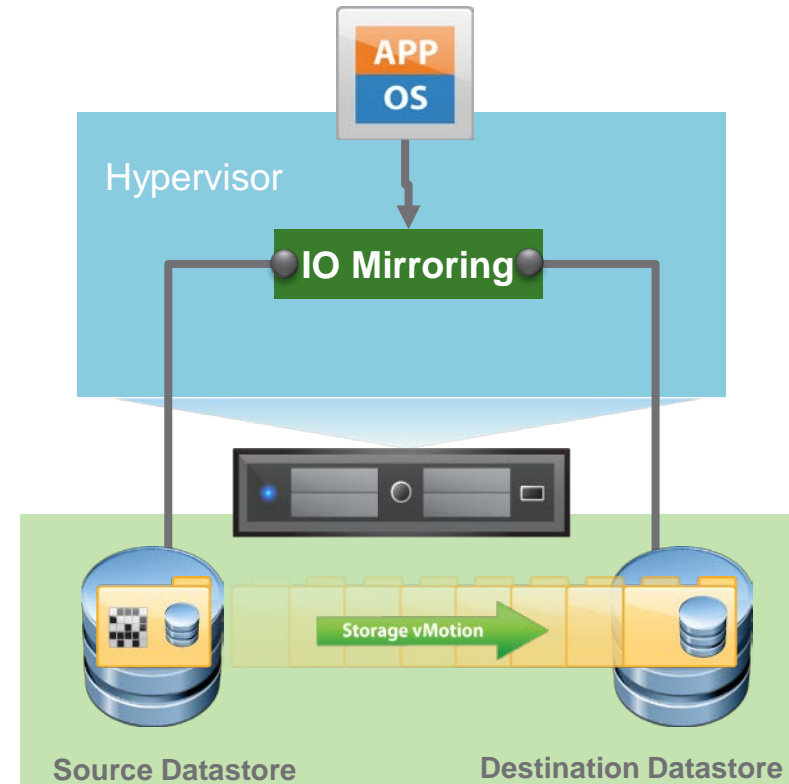 APP
OS
Hypervisor
IO Mirroring
Storage vMotion
Source Datastore
Destination Datastore